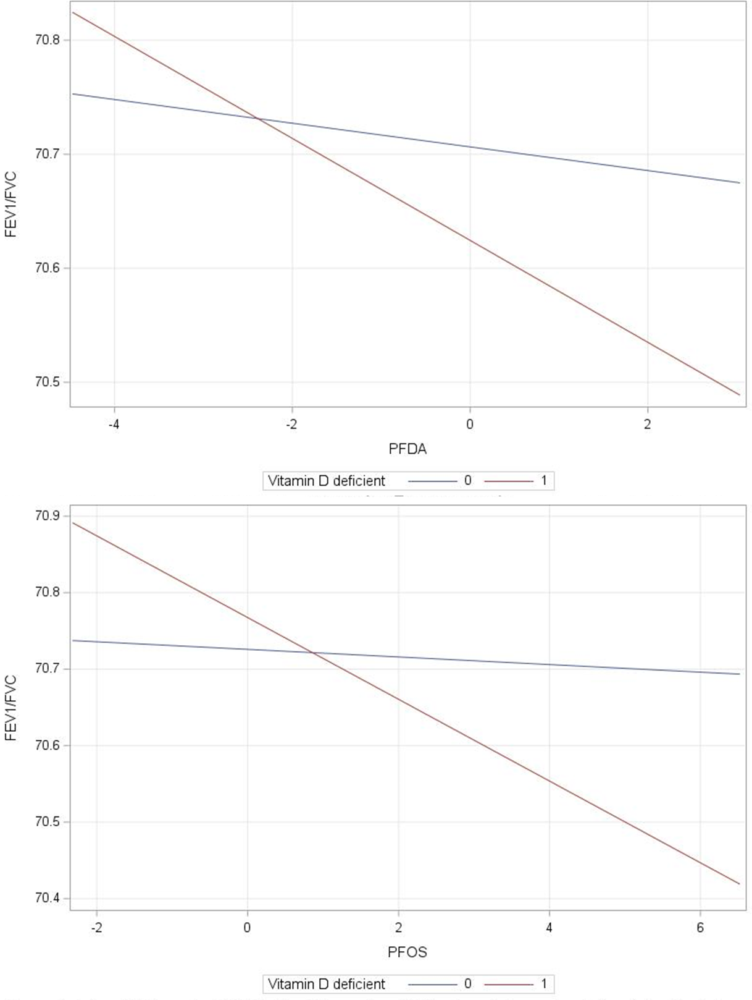 70.8
70.7
70.6
70.5
FEV1/FVC
-4 -2 0 2
PFDA
Vitamin D deficient 0 1
70.9
70.8
70.7
70.6
70.5
70.4
FEV1/FVC
-2 0 2 4 6
PFOS
Vitamin D deficient 0 1